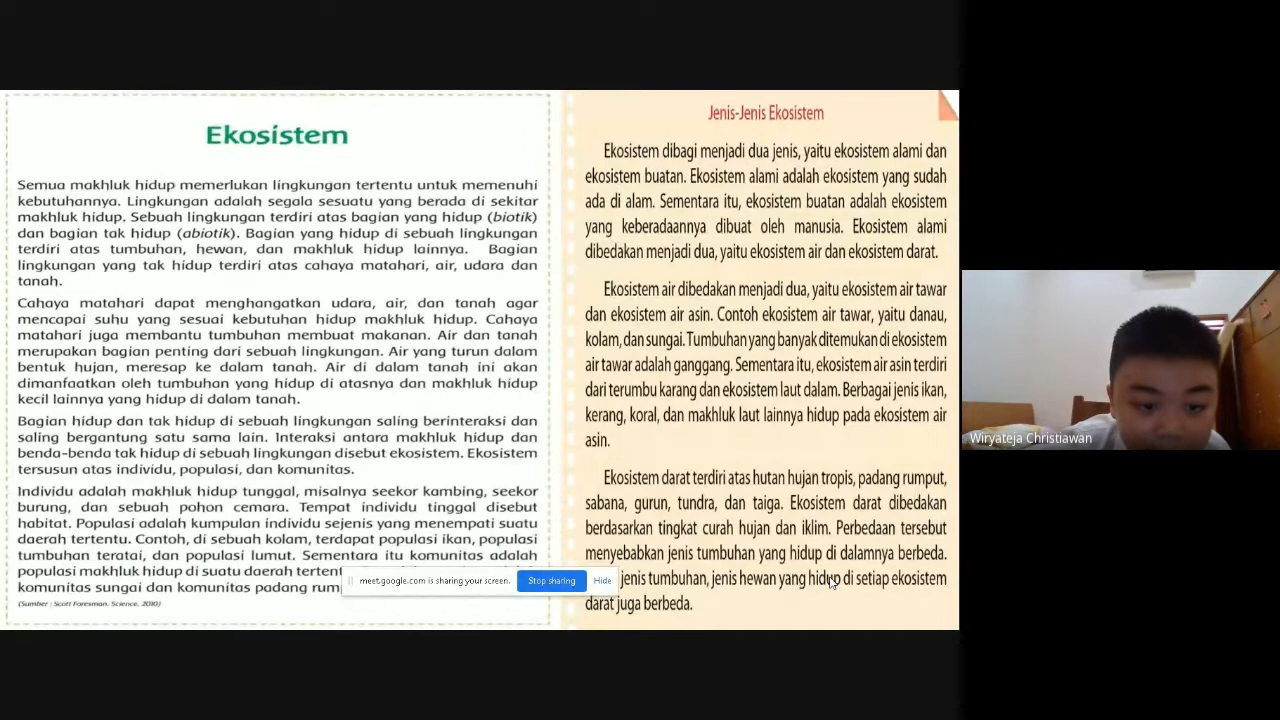 Ekosistem
Semua makhluk hidup memerlukan lingkungan tertentu untuk memenuhi
kebutuhannya. Lingkungan adalah segala sesuatu yang berada di sekitar
makhluk hidup. Sebuah lingkungan terdiri atas bagian yang hidup (biotik)
dan bagian tak hidup (abiotik). Bagian yang hidup di sebuah lingkungan
terdiri atas tumbuhan, hewan, dan makhluk hidup lainnya. Bagian
lingkungan yang tak hidup terdiri atas cahaya matahari, air, udara dan
tanah.
Cahaya matahari dapat menghangatkan udara, air, dan tanah agar
mencapai suhu yang sesuai kebutuhan hidup makhluk hidup. Cahaya
matahari juga membantu tumbuhan membuat makanan. Air dan tanah
merupakan bagian penting dari sebuah lingkungan. Air yang turun dalam
bentuk hujan, meresap ke dalam tanah. Air di dalam tanah ini akan
dimanfaatkan oleh tumbuhan yang hidup di atasnya dan makhluk hidup
kecil lainnya yang hidup di dalam tanah.
Bagian hidup dan tak hidup di sebuah lingkungan saling berinteraksi dan
saling bergantung satu sama lain. Interaksi antara makhluk hidup dan
benda-benda tak hidup di sebuah lingkungan disebut ekosistem. Ekosistem
tersusun atas individu, populasi, dan komunitas.
Individu adalah makhluk hidup tunggal, misalnya seekor kambing, seekor
burung, dan sebuah pohon cemara. Tempat individu tinggal disebut
habitat. Populasi adalah kumpulan individu sejenis yang menempati suatu
daerah tertentu. Contoh, di sebuah kolam, terdapat populasi ikan, populasi
tumbuhan teratai, dan populasi lumut. Sementara itu komunitas adalah
populasi makhluk hidup di suatu daerah
komunitas sungai dan komunitas padang
(Sumber : Scott Foresman. Science. 2010)
Jenis-Jenis Ekosistem
Ekosistem dibagi menjadi dua jenis, yaitu ekosistem alami dan
ekosistem buatan. Ekosistem alami adalah ekosistem yang sudah
ada di alam. Sementara itu, ekosistem buatan adalah ekosistem
yang keberadaannya dibuat oleh manusia. Ekosistem alami
dibedakan menjadi dua, yaitu ekosistem air dan ekosistem darat.
Ekosistem air dibedakan menjadi dua, yaitu ekosistem air tawar
dan ekosistem air asin. Contoh ekosistem air tawar, yaitu danau,
kolam, dan sungai. Tumbuhan yang banyak ditemukan di ekosistem
air tawar adalah ganggang. Sementara itu, ekosistem air asin terdiri
dari terumbu karang dan ekosistem laut dalam. Berbagai jenis ikan,
kerang, koral, dan makhluk laut lainnya hidup pada ekosistem air
asin.
Ekosistem darat terdiri atas hutan hujan tropis, padang rumput,
sabana, gurun, tundra, dan taiga. Ekosistem darat dibedakan
berdasarkan tingkat curah hujan dan iklim. Perbedaan tersebut
menyebabkan jenis tumbuhan yang hidup di dalamnya berbeda.
jenis tumbuhan, jenis hewan yang hidup di setiap ekosistem
darat juga berbeda.
meet.google.com is sharing your screen. Stop sharing Hide
Wiryateja Christiawan